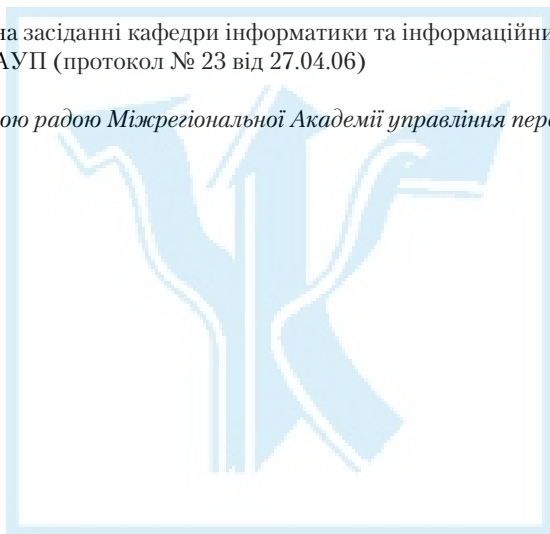 на засіданні кафедри інформатики та інформаційни
АУП (протокол № 23 від 27.04.06)
ою радою Міжрегіональної Академії управління пер